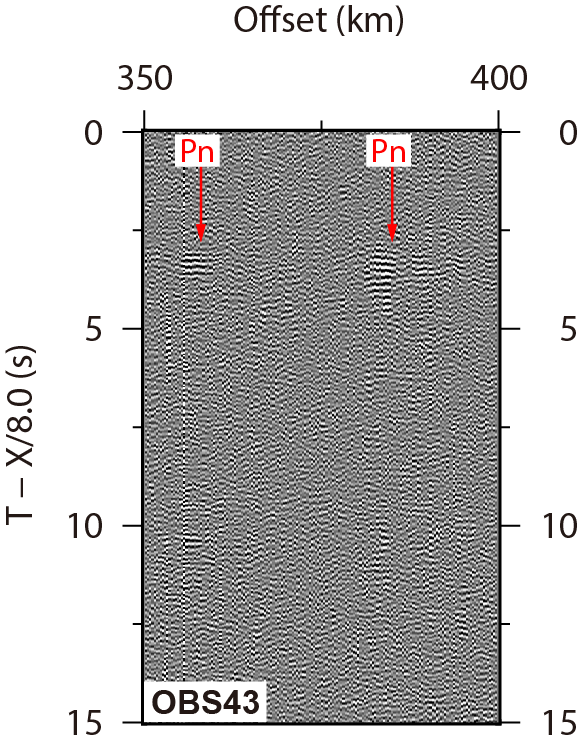 Offset (km)
350 400
0 Pn Pn 0
5 5
T – X/8.0 (s)
10 10
OBS43
15 15